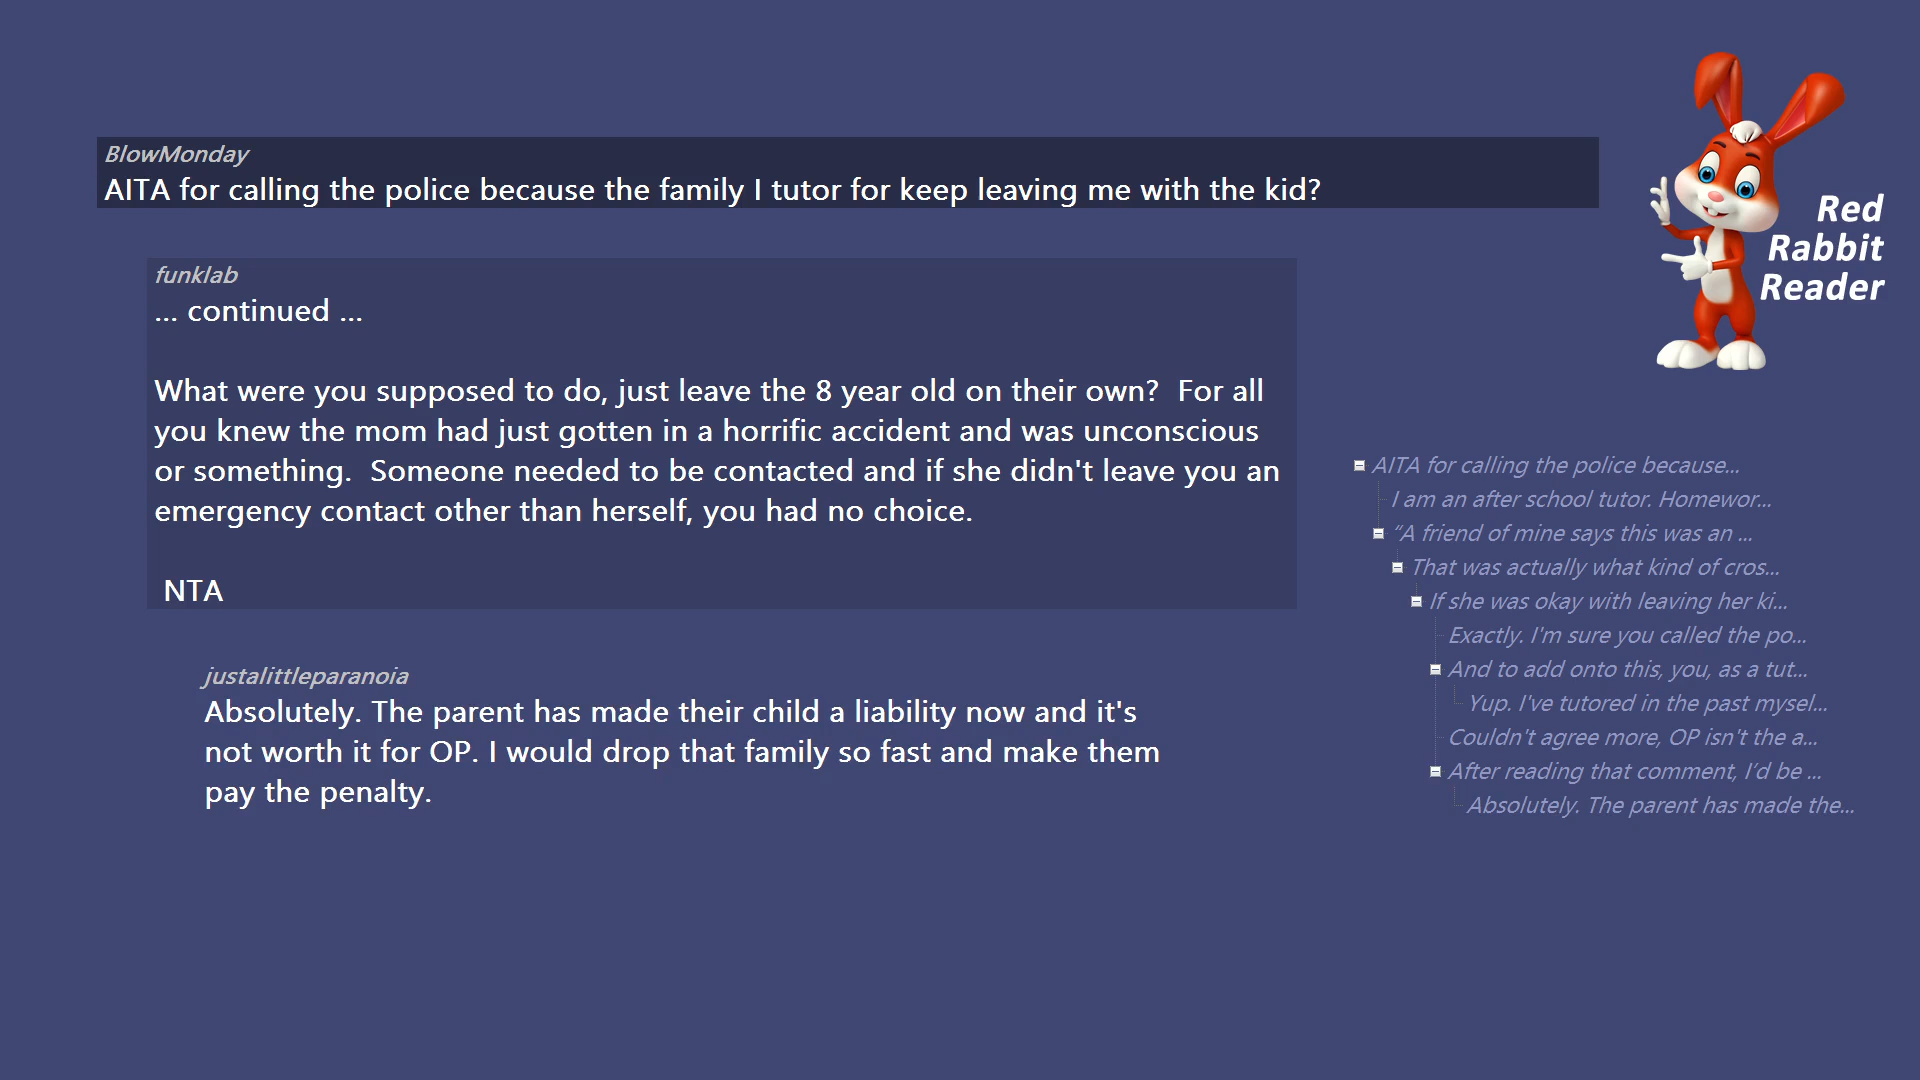 BlowMonday
AITA for calling the police because the family I tutor for keep leaving me with the kid?
funklab
... continued ...
What were you supposed to do, just leave the 8 year old on their own?  For all
you knew the mom had just gotten in a horrific accident and was unconscious
or something.  Someone needed to be contacted and if she didn't leave you an
emergency contact other than herself, you had no choice.
NTA
justalittleparanoia
Absolutely. The parent has made their child a liability now and it's
not worth it for OP. I would drop that family so fast and make them
pay the penalty.
Red
Rabbit
Reader
AITA for calling the police because...
I am an after school tutor. Homewor...
“A friend of mine says this was an ...
That was actually what kind of cros...
If she was okay with leaving her ki...
Exactly. I'm sure you called the po...
And to add onto this, you, as a tut...
Yup. I've tutored in the past mysel...
Couldn't agree more, OP isn't the a...
After reading that comment, I’d be ...
Absolutely. The parent has made the...